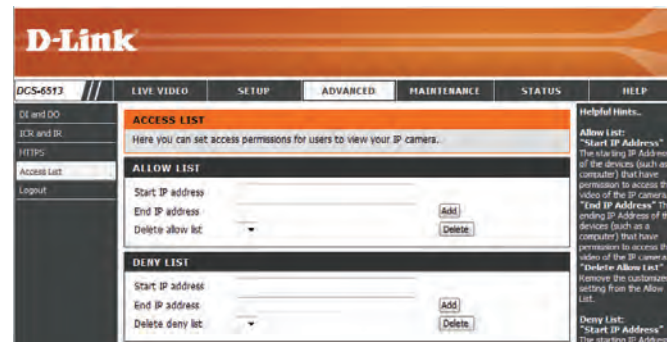 D-Link
DCS-6513
LIVE VIDEO
SETUP
ADVANCED
MAINTENANCE
STATUS
HELP
DI and DO
ICR and IR
HTTPS
Access List
Logout
ACCESS LIST
Here you can set access permissions for users to view your IP camera.
ALLOW LIST
Start IP address
End IP address
Add
Delete allow list
Delete
DENY LIST
Start IP address
End IP address
Add
Delete deny list
Delete
Helpful Hints..
Allow List:
"Start IP Address"
The starting IP Address
of the devices (such as
computer) that have
permission to access the
video of the IP camera.
"End IP Address" The
ending IP Address of the
devices (such as a
computer) that have
permission to access the
video of the IP camera
"Delete Allow List"
Remove the customized
setting from the Allow
List.
Deny List:
"Start IP Address"
The starting IP Address